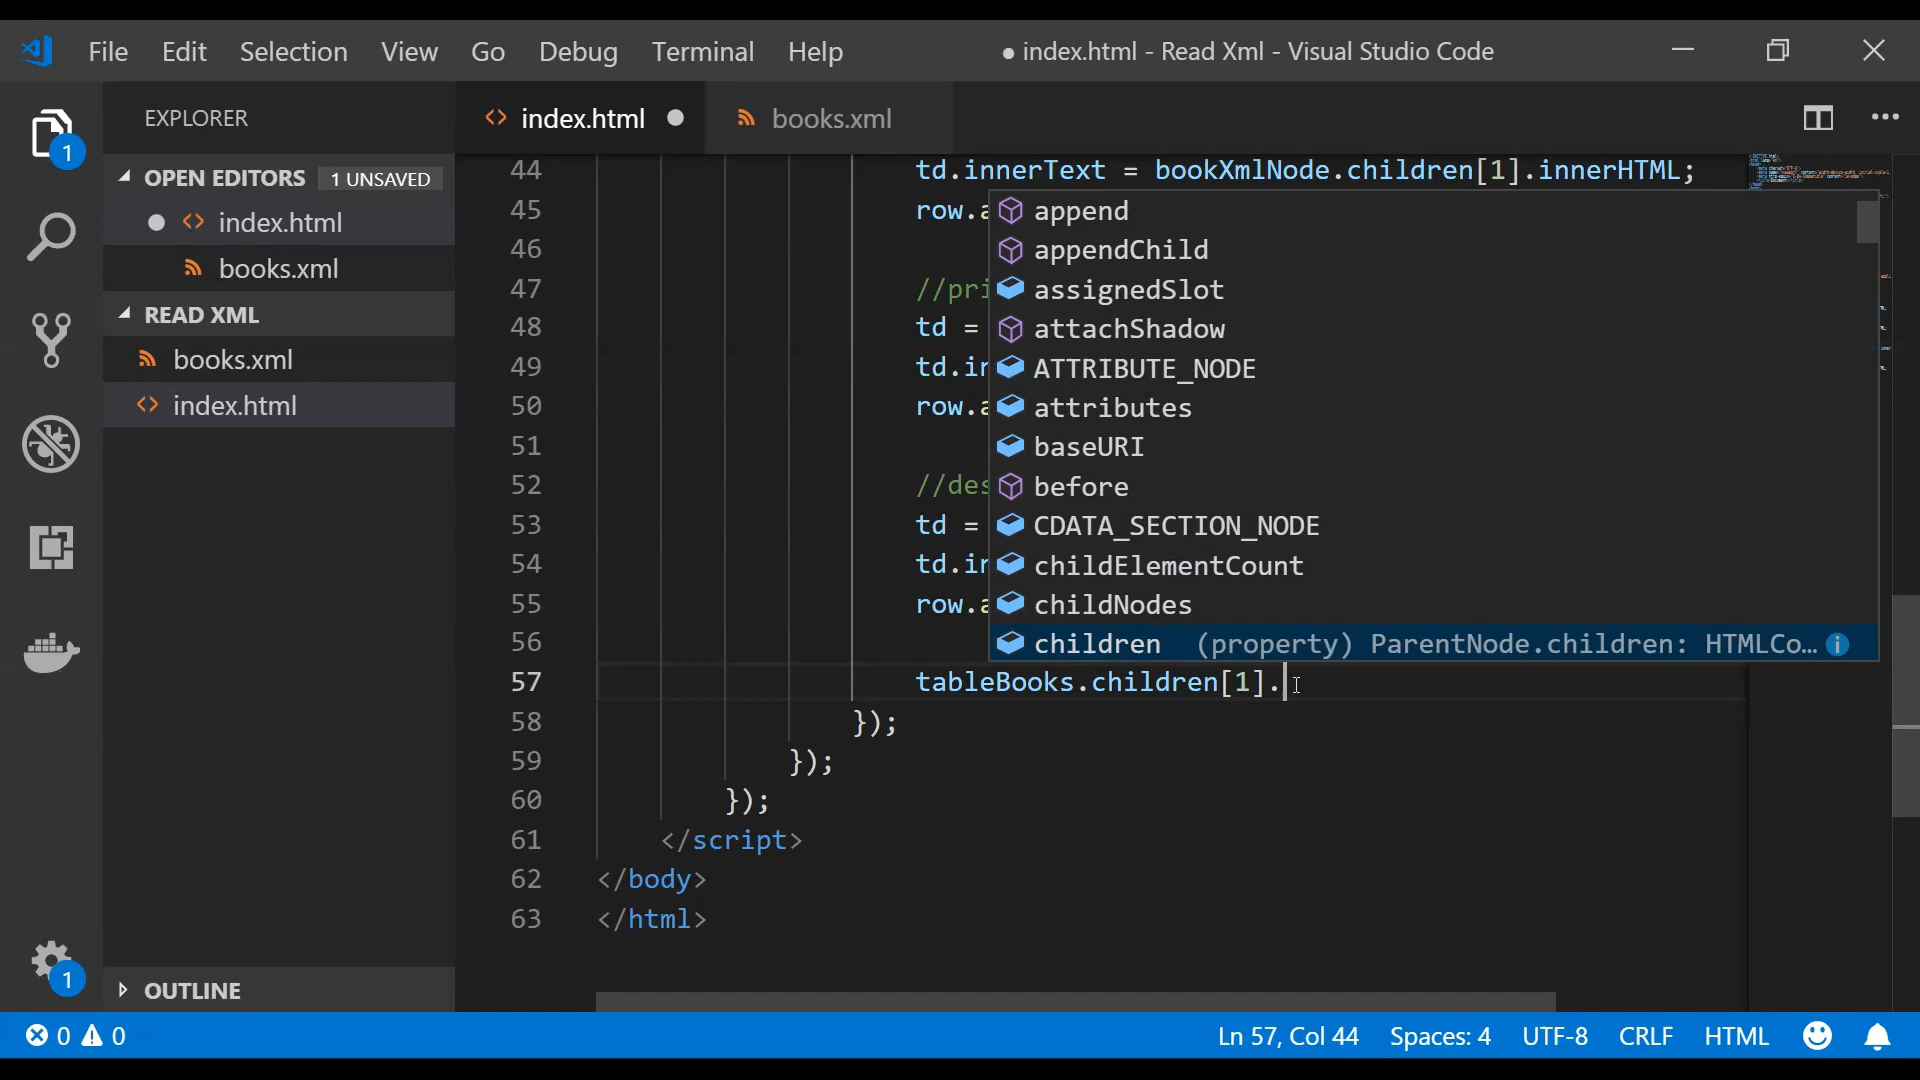 File Edit Selection View Go Debug Terminal Help ● index.html - Read Xml - Visual Studio Code
EXPLORER
index.html
books.xml
OPEN EDITORS 1 UNSAVED
index.html
books.xml
READ XML
books.xml
index.html
OUTLINE
1
1
44 td.innerText = bookXmlNode.children[1].innerHTML;
45 row.a
46
47 //pri
48 td =
49 td.in
50 row.a
51
52 //des
53 td =
54 td.in
55 row.a
56
57 tableBooks.children[1].
58 });
59 });
60 });
61 </script>
62 </body>
63 </html>
append
appendChild
assignedSlot
attachShadow
ATTRIBUTE_NODE
attributes
baseURI
before
CDATA_SECTION_NODE
childElementCount
childNodes
children (property) ParentNode.children: HTMLCo...
0 0 Ln 57, Col 44 Spaces: 4 UTF-8 CRLF HTML